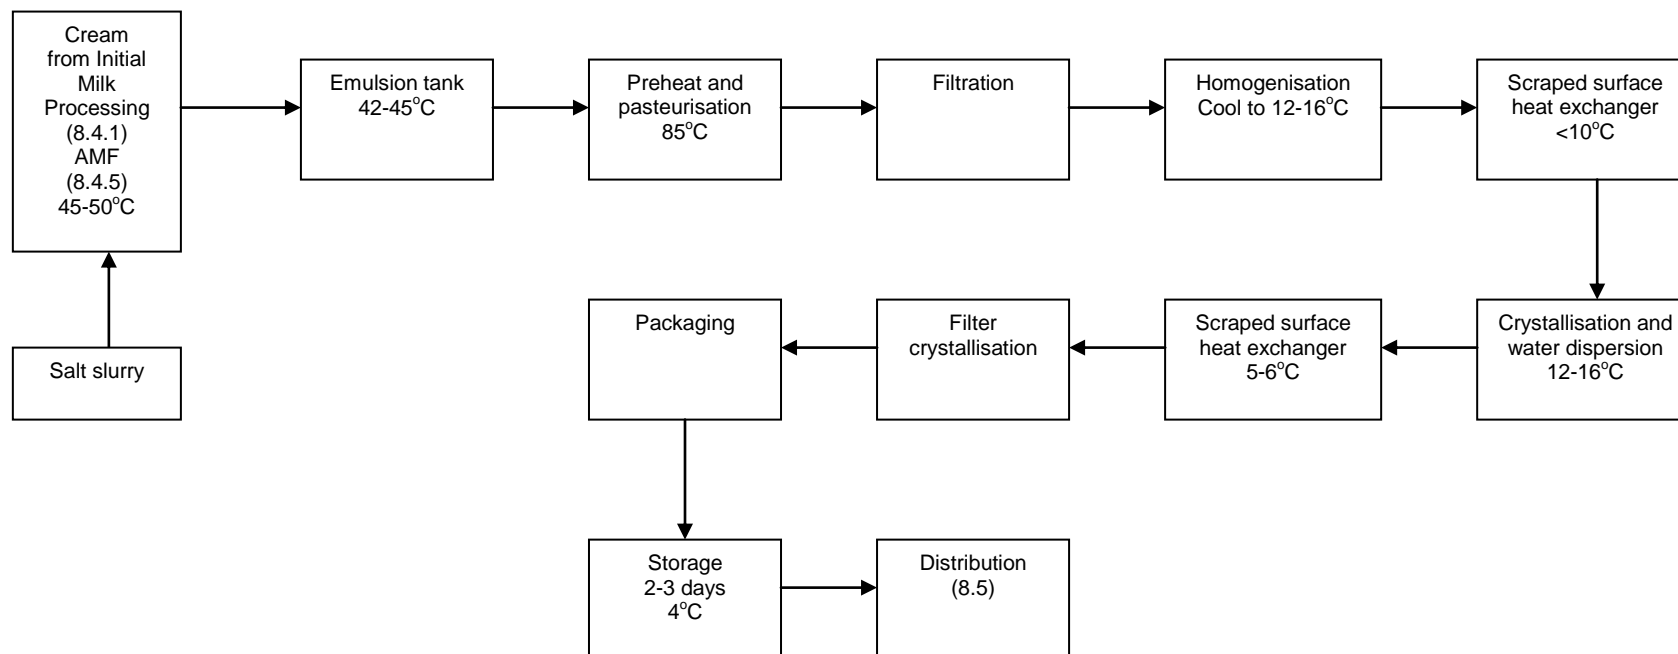 Cream
from Initial
Milk
Processing
(8.4.1)
AMF
(8.4.5)
45-50°C
Emulsion tank
42-45°C
Preheat and
pasteurisation
85°C
Filtration
Homogenisation
Cool to 12-16°C
Scraped surface
heat exchanger
<10°C
Salt slurry
Packaging
Filter
crystallisation
Scraped surface
heat exchanger
5-6°C
Crystallisation and
water dispersion
12-16°C
Storage
2-3 days
4°C
Distribution
(8.5)